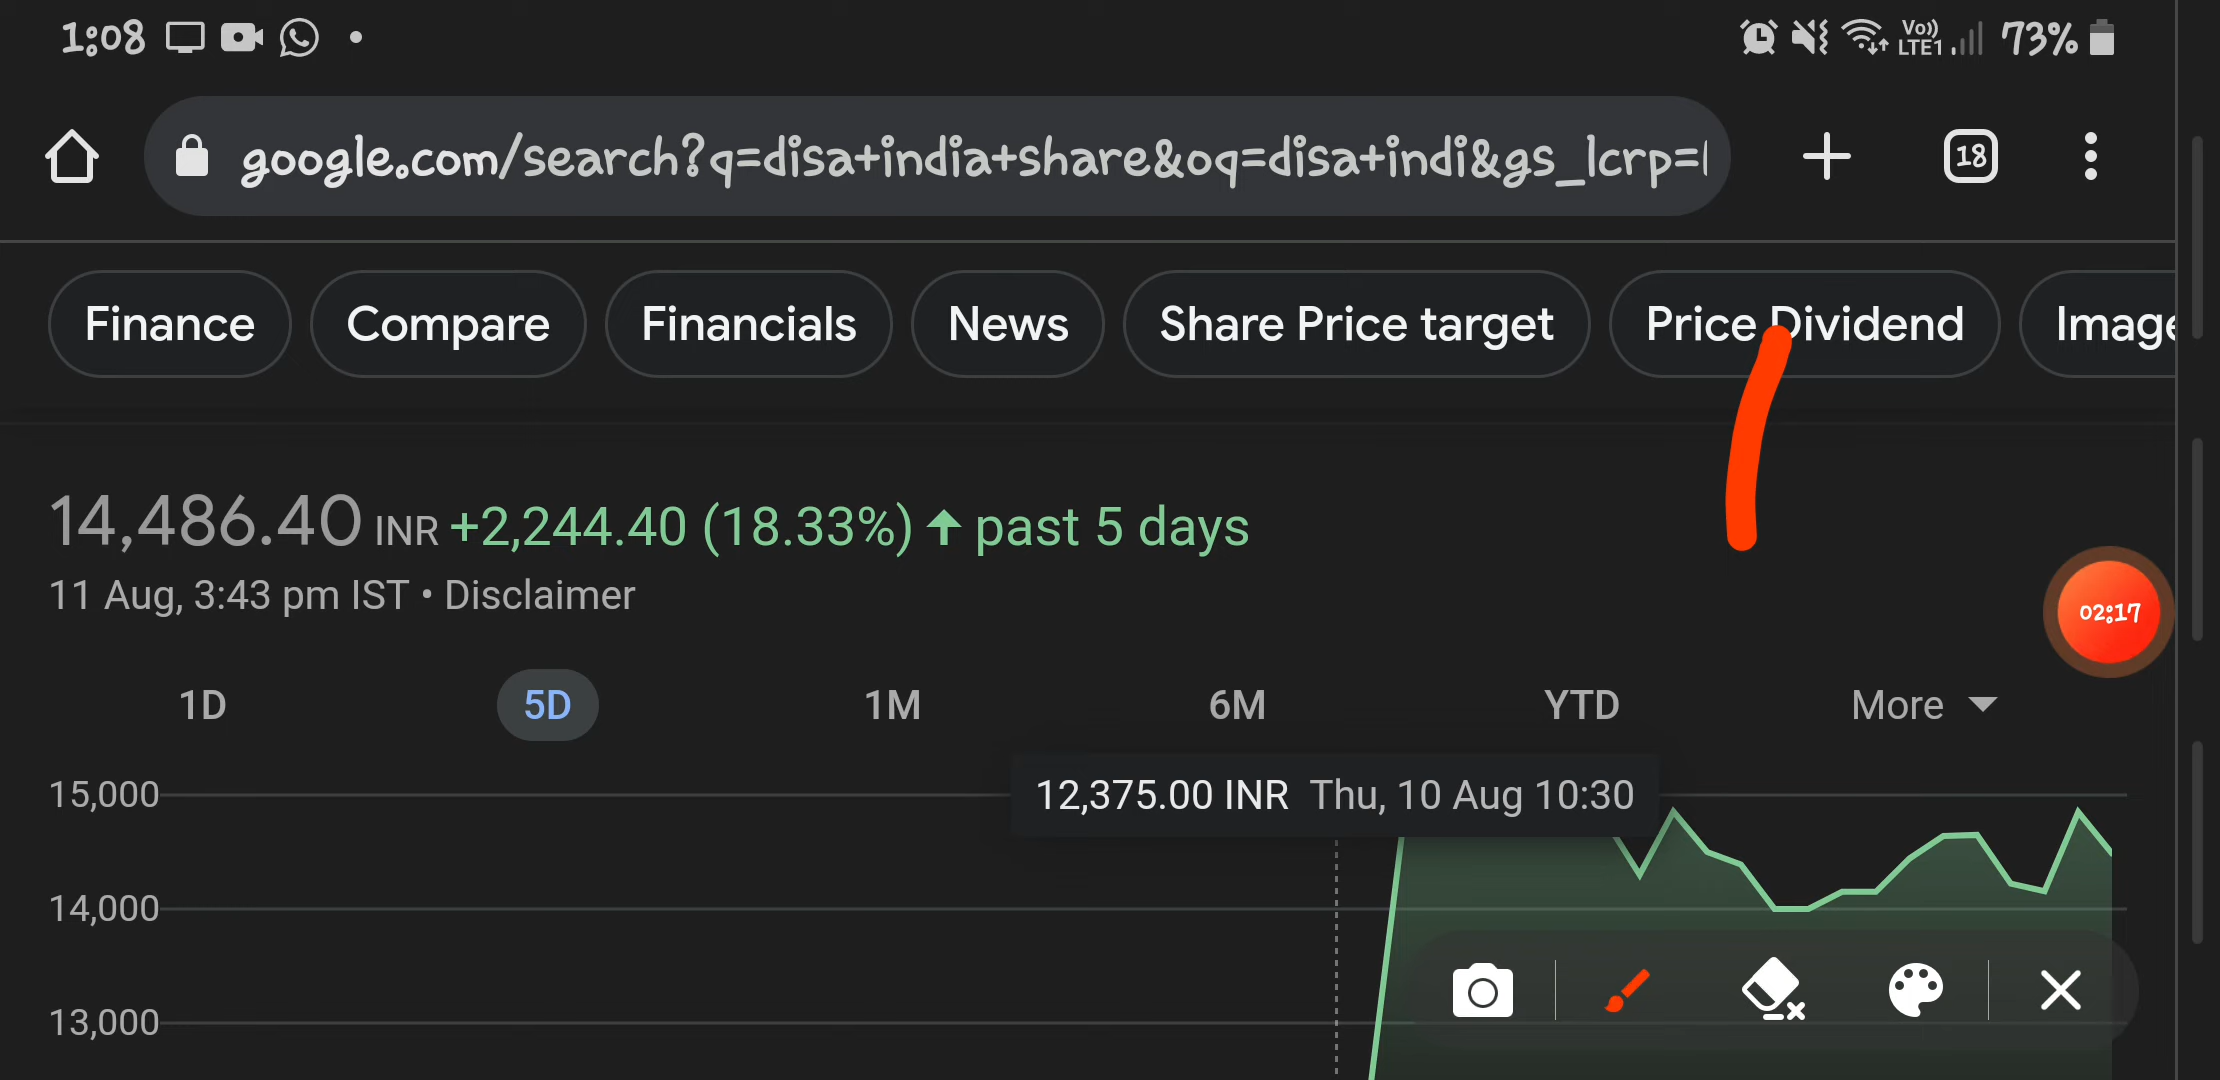 1:08
Vo)) LTE1 73%
google.com/search?q=disa+india+share&oq=disa+indi&gs_lcrp=
18
Finance Compare Financials News Share Price target Price Dividend Image
14,486.40 INR +2,244.40 (18.33%) ↑ past 5 days
11 Aug, 3:43 pm IST • Disclaimer
02:17
1D 5D 1M 6M YTD More
12,375.00 INR Thu, 10 Aug 10:30
15,000
14,000
13,000